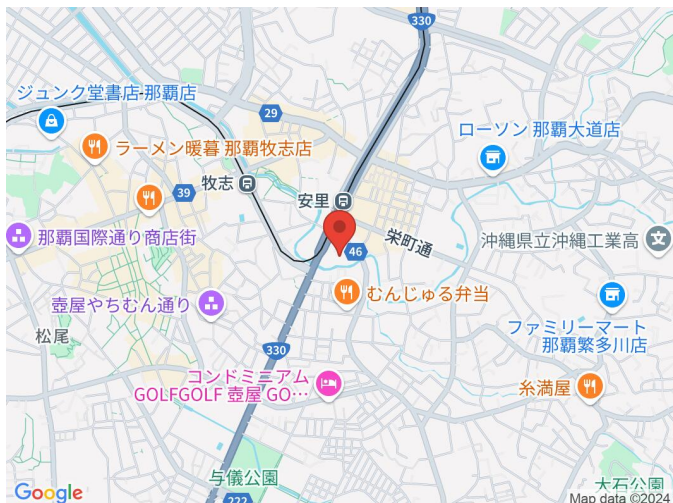 330
ジュンク堂書店 那覇店
29
ラーメン暖暮 那覇牧志店
ローソン 那覇大道店
牧志
39
安里
栄町通
那覇国際通り商店街
46
沖縄県立沖縄工業高
むんじゅる弁当
壺屋やちむん通り
松尾
ファミリーマート
那覇繁多川店
330
コンドミニアム
GOLFGOLF 壺屋 GO…
糸満屋
与儀公園
大石公園
222
Google
Map data ©2024